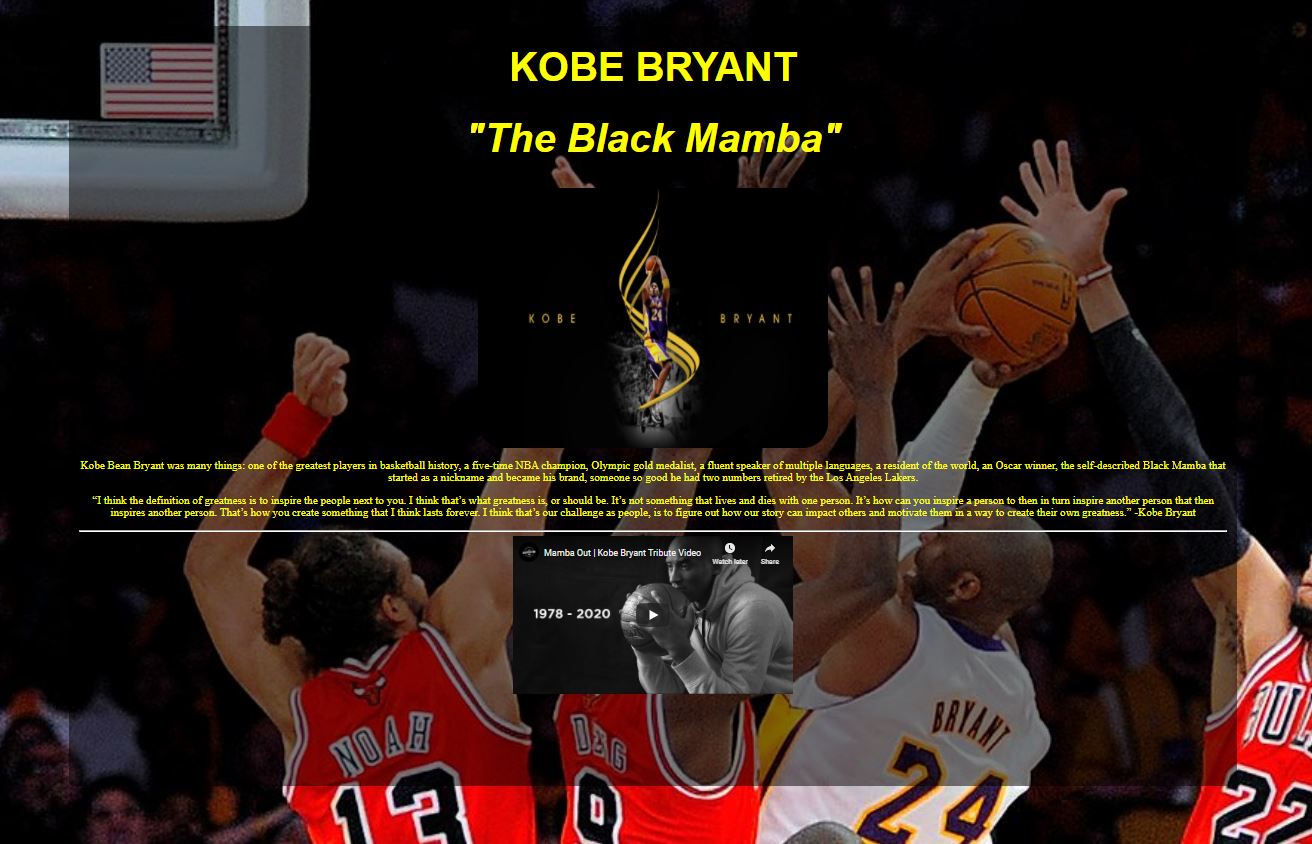 KOBE BRYANT
"The Black Mamba"
KOBE BRYANT
24
Kobe Bean Bryant was many things: one of the greatest players in basketball history, a five-time NBA champion, Olympic gold medalist, a fluent speaker of multiple languages, a resident of the world, an Oscar winner, the self-described Black Mamba that
started as a nickname and became his brand, someone so good he had two numbers retired by the Los Angeles Lakers.
“I think the definition of greatness is to inspire the people next to you. I think that’s what greatness is, or should be. It’s not something that lives and dies with one person. It’s how can you inspire a person to then in turn inspire another person that then
inspires another person. That’s how you create something that I think lasts forever. I think that’s our challenge as people, is to figure out how our story can impact others and motivate them in a way to create their own greatness.” -Kobe Bryant
Mamba Out | Kobe Bryant Tribute Video
Watch later
Share
1978 - 2020
NOAH
13
DENG
9
BRYANT
24
22